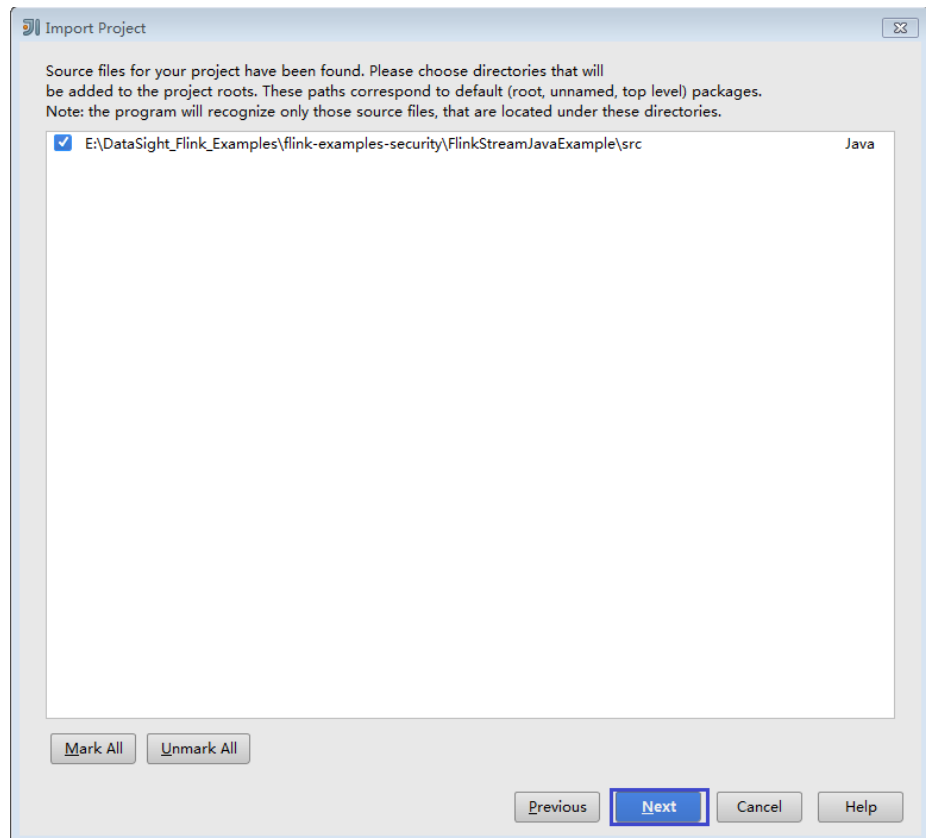 Import Project
Source files for your project have been found. Please choose directories that will
be added to the project roots. These paths correspond to default (root, unnamed, top level) packages.
Note: the program will recognize only those source files, that are located under these directories.
E:\DataSight_Flink_Examples\flink-examples-security\FlinkStreamJavaExample\src Java
Mark All Unmark All
Previous Next Cancel Help